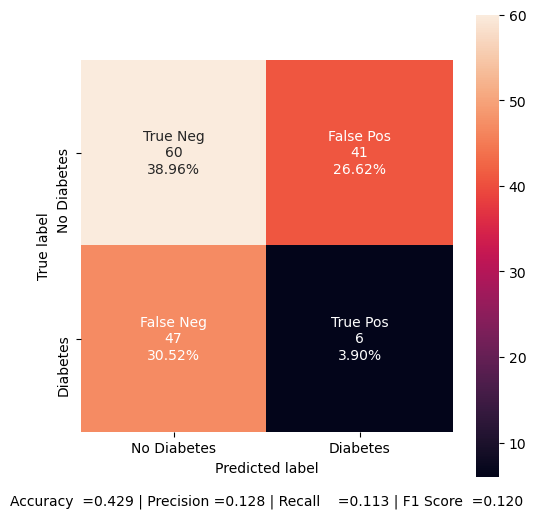 60
True Neg
60
38.96%
False Pos
41
26.62%
No Diabetes
50
40
True label
30
False Neg
47
30.52%
True Pos
6
3.90%
Diabetes
20
10
No Diabetes
Diabetes
Predicted label
Accuracy =0.429 | Precision =0.128 | Recall =0.113 | F1 Score =0.120